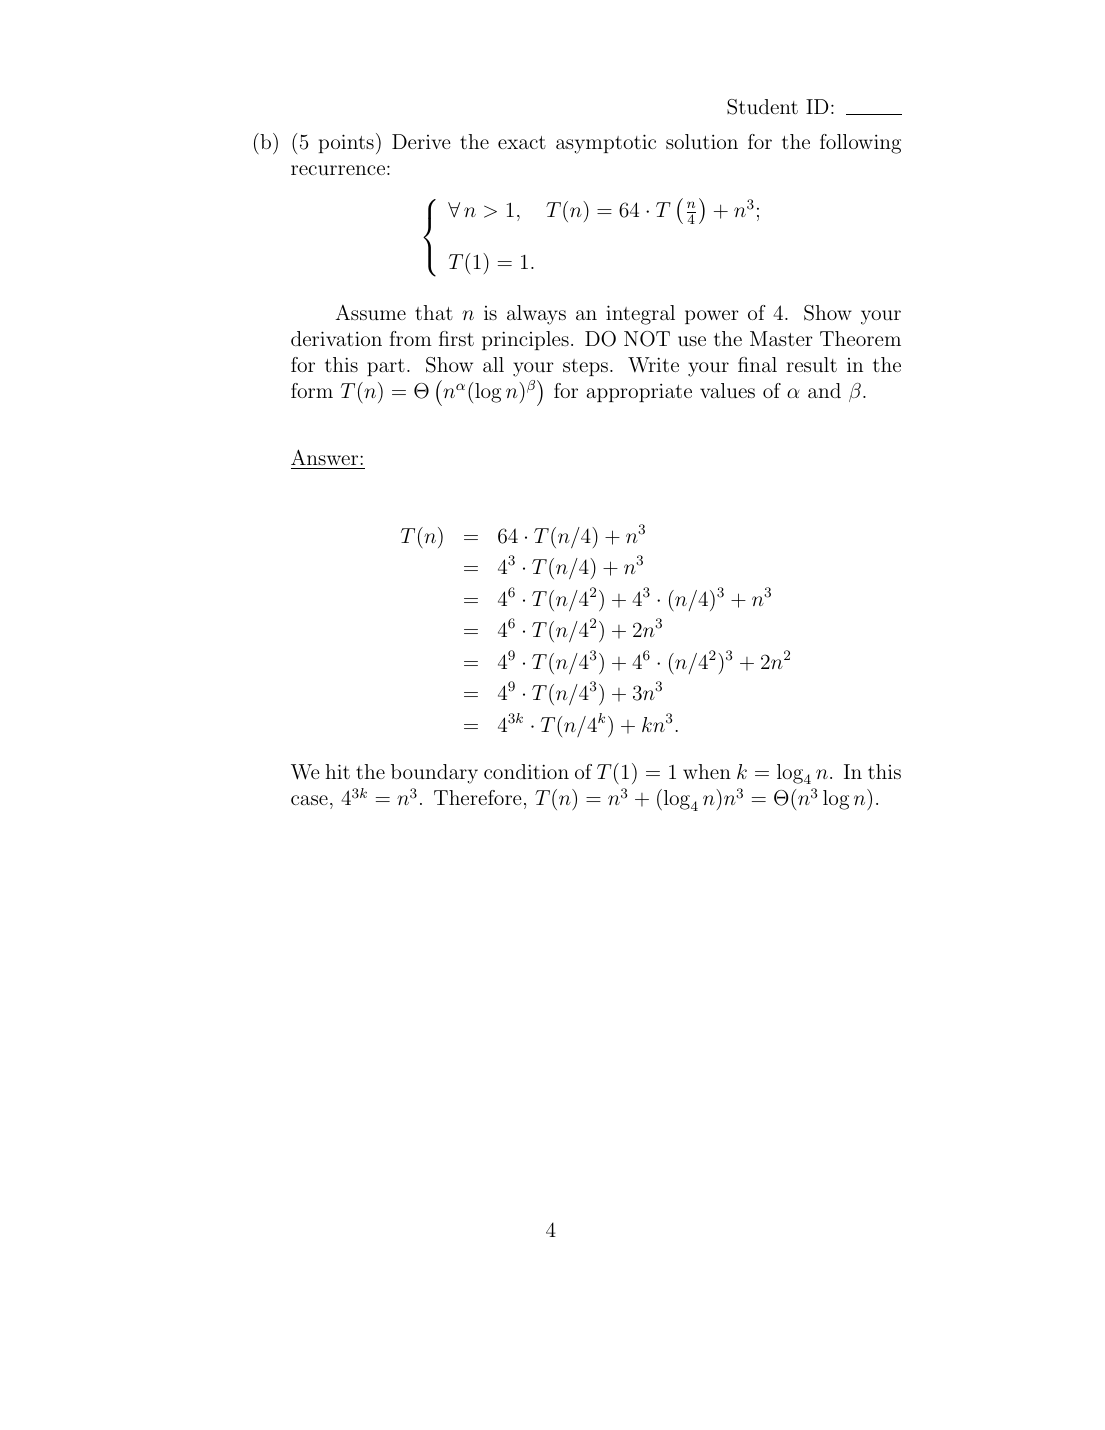 Student ID: _____
(b) (5 points) Derive the exact asymptotic solution for the following
recurrence:
{ ∀ n > 1, T(n) = 64 · T (n/4) + n³;
T(1) = 1.
Assume that n is always an integral power of 4. Show your
derivation from first principles. DO NOT use the Master Theorem
for this part. Show all your steps. Write your final result in the
form T(n) = Θ (n^α(log n)^β) for appropriate values of α and β.
Answer:
T(n) = 64 · T(n/4) + n³
= 4³ · T(n/4) + n³
= 4⁶ · T(n/4²) + 4³ · (n/4)³ + n³
= 4⁶ · T(n/4²) + 2n³
= 4⁹ · T(n/4³) + 4⁶ · (n/4²)³ + 2n²
= 4⁹ · T(n/4³) + 3n³
= 4^{3k} · T(n/4^k) + kn³.
We hit the boundary condition of T(1) = 1 when k = log₄ n. In this
case, 4^{3k} = n³. Therefore, T(n) = n³ + (log₄ n)n³ = Θ(n³ log n).
4